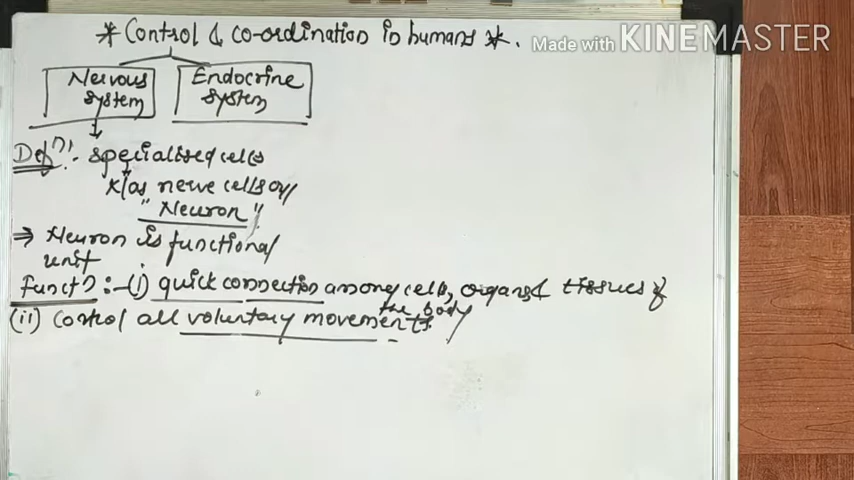 * Control & co-ordination in humans *.
Made with KINEMASTER
Nervous system
Endocrine system
Defn:- specialised cells
K/as nerve cells or/
"Neuron"
⇒ Neuron is functional
unit
funct?:-(i) quick connection among cells, organs & tissues of
the body
(ii) Control all voluntary movements